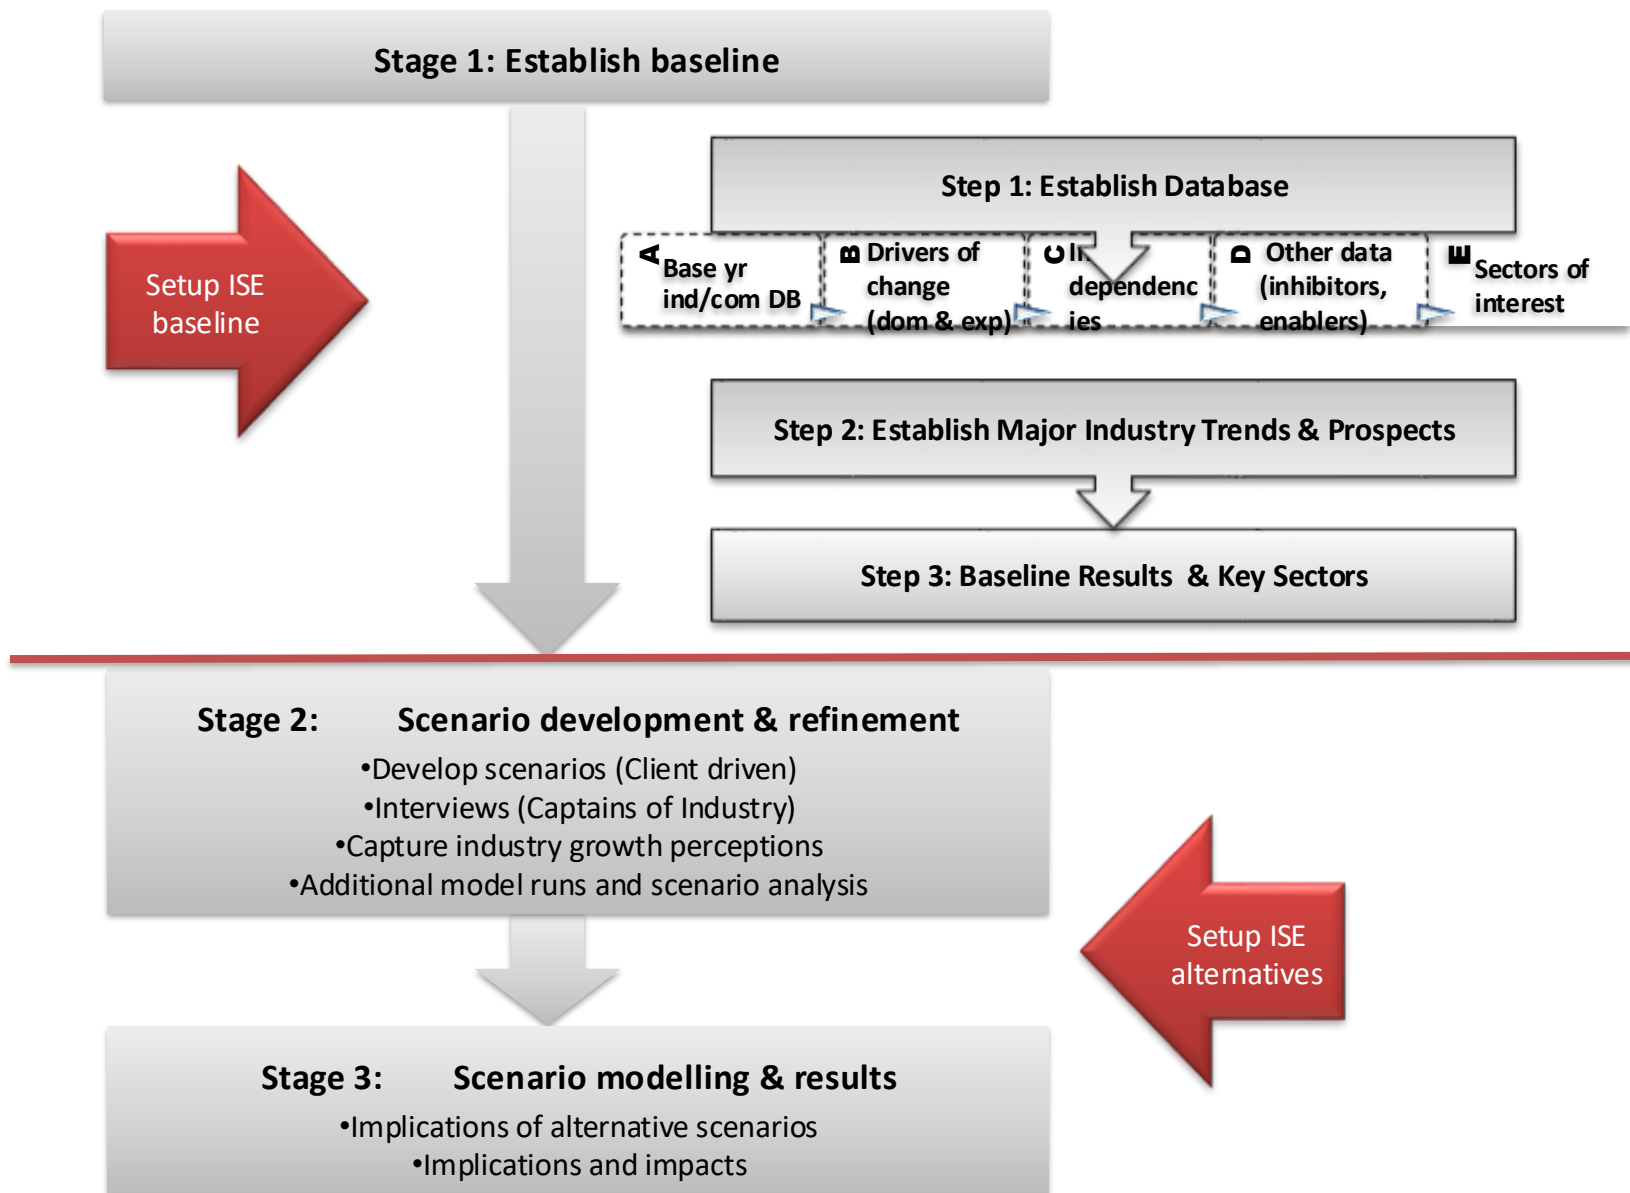 Stage 1: Establish baseline
Setup ISE
baseline
Step 1: Establish Database
A
Base yr
ind/com DB
B
Drivers of
change
(dom & exp)
C
dependenc
ies
D
Other data
(inhibitors,
enablers)
E
Sectors of
interest
Step 2: Establish Major Industry Trends & Prospects
Step 3: Baseline Results & Key Sectors
Stage 2: Scenario development & refinement
•Develop scenarios (Client driven)
•Interviews (Captains of Industry)
•Capture industry growth perceptions
•Additional model runs and scenario analysis
Setup ISE
alternatives
Stage 3: Scenario modelling & results
•Implications of alternative scenarios
•Implications and impacts